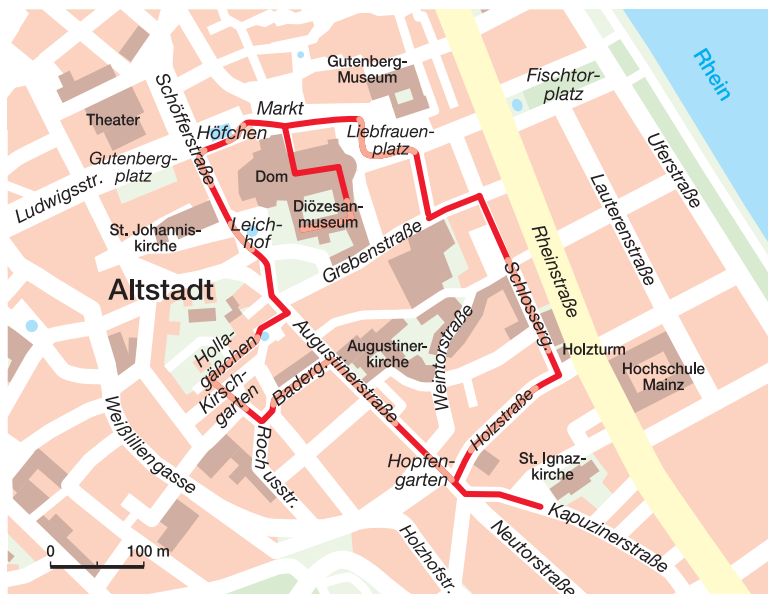 Rhein
Gutenberg-
Museum
Fischtor-
platz
Theater
Schöfferstraße
Markt
Höfchen
Liebfrauen-
platz
Gutenberg-
platz
Ludwigsstr.
Dom
Diözesan-
museum
Uferstraße
Lauterenstraße
St. Johannis-
kirche
Leich-
hof
Grebenstraße
Rheinstraße
Altstadt
Schlosserg.
Holla-
gäßchen
Kirsch-
garten
Augustinerstraße
Augustiner-
kirche
Weintorstraße
Holzturm
Hochschule
Mainz
Baderg.
Weißliliengasse
Roch usstr.
Holzstraße
Hopfen-
garten
St. Ignaz-
kirche
Kapuzinerstraße
Neutorstraße
Holzhofstr.
0 100 m